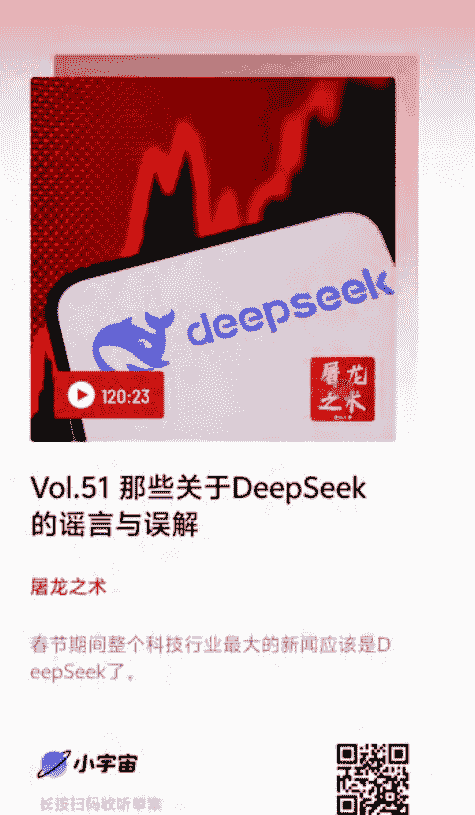 deepseek
屠龙
之术
120:23
Vol.51 那些关于DeepSeek
的谣言与误解
屠龙之术
春节期间整个科技行业最大的新闻应该是D
eepSeek了。
小宇宙
长按扫码收听单集